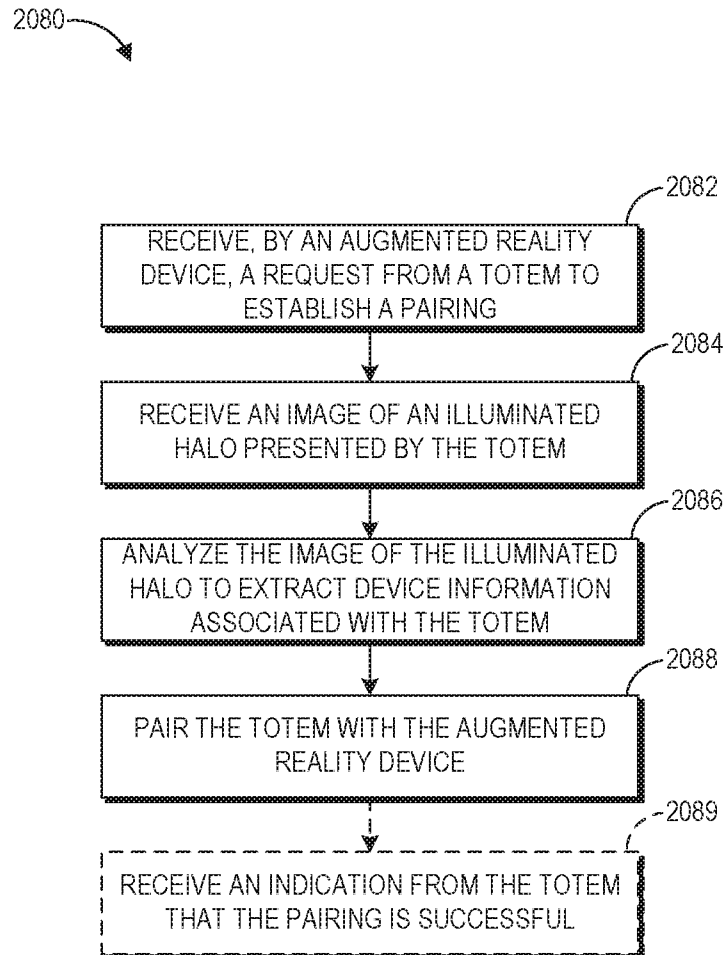 2080
2082
RECEIVE, BY AN AUGMENTED REALITY
DEVICE, A REQUEST FROM A TOTEM TO
ESTABLISH A PAIRING
2084
RECEIVE AN IMAGE OF AN ILLUMINATED
HALO PRESENTED BY THE TOTEM
2086
ANALYZE THE IMAGE OF THE ILLUMINATED
HALO TO EXTRACT DEVICE INFORMATION
ASSOCIATED WITH THE TOTEM
2088
PAIR THE TOTEM WITH THE AUGMENTED
REALITY DEVICE
2089
RECEIVE AN INDICATION FROM THE TOTEM
THAT THE PAIRING IS SUCCESSFUL